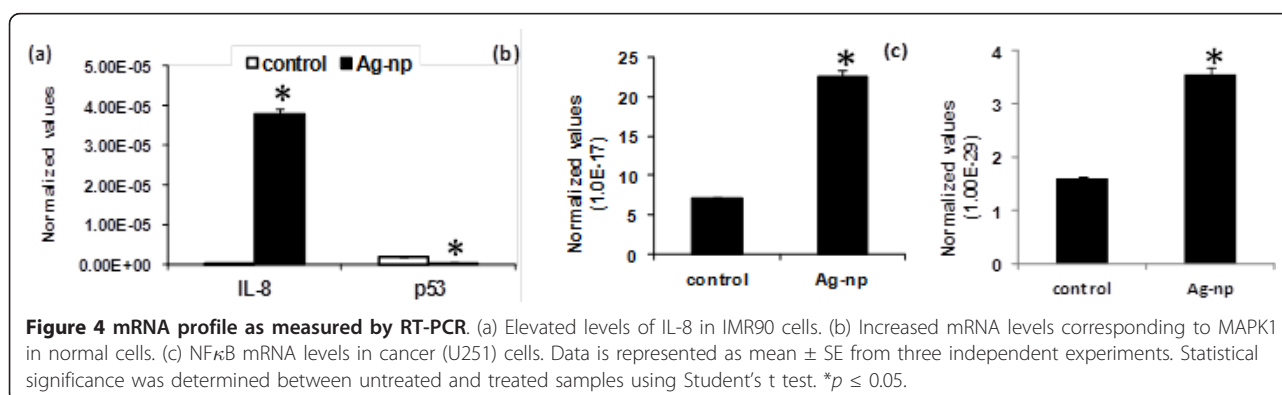 (a)
control Ag-np
Normalized values
5.00E-05
4.00E-05
3.00E-05
2.00E-05
1.00E-05
0.00E+00
*
*
IL-8 p53
(b)
Normalized values
(1.0E-17)
25
20
15
10
5
0
*
control Ag-np
(c)
Normalized values
(1.00E-29)
4
3
2
1
0
*
control Ag-np
Figure 4 mRNA profile as measured by RT-PCR. (a) Elevated levels of IL-8 in IMR90 cells. (b) Increased mRNA levels corresponding to MAPK1
in normal cells. (c) NFκB mRNA levels in cancer (U251) cells. Data is represented as mean ± SE from three independent experiments. Statistical
significance was determined between untreated and treated samples using Student's t test. *p ≤ 0.05.